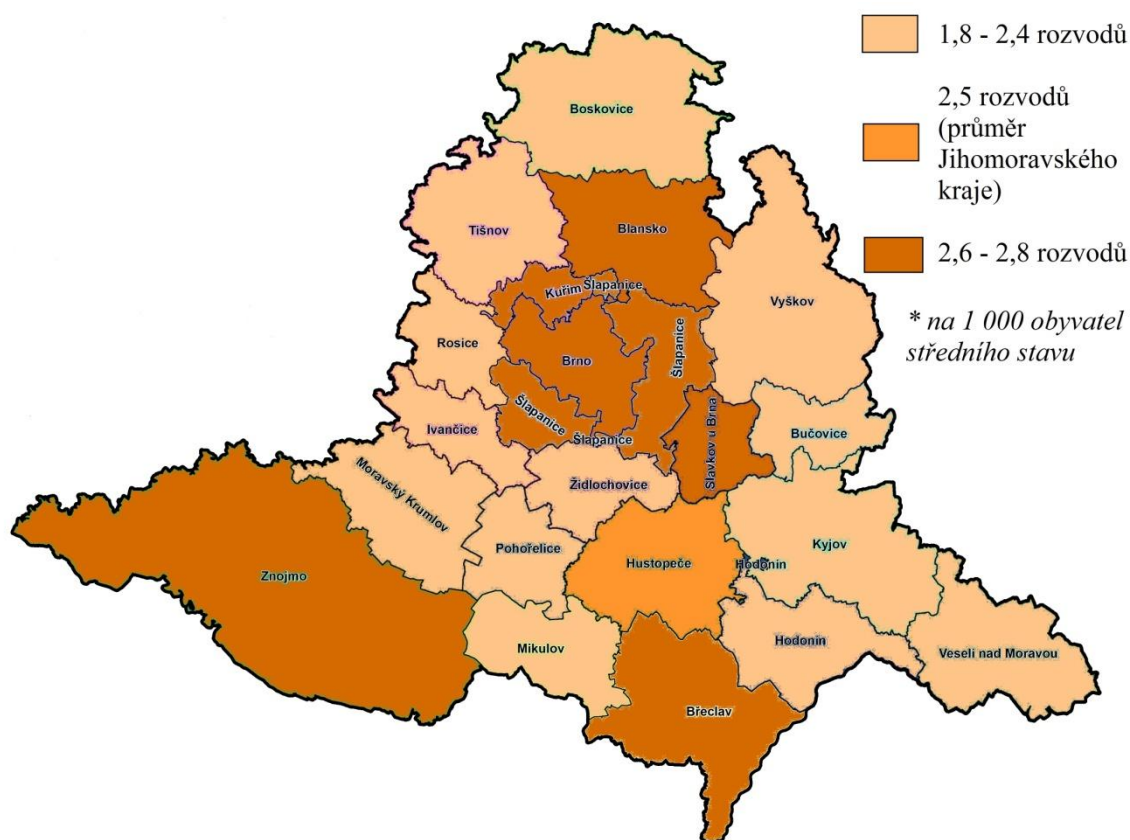 1,8 - 2,4 rozvodů
2,5 rozvodů
(průměr
Jihomoravského
kraje)
2,6 - 2,8 rozvodů
* na 1 000 obyvatel
středního stavu
Boskovice
Tišnov
Blansko
Kuřim
Šlapanice
Vyškov
Rosice
Brno
Šlapanice
Ivančice
Šlapanice
Šlapanice
Slavkov u Brna
Bučovice
Moravský Krumlov
Židlochovice
Pohořelice
Znojmo
Hustopeče
Hodonín
Kyjov
Mikulov
Hodonín
Veselí nad Moravou
Břeclav